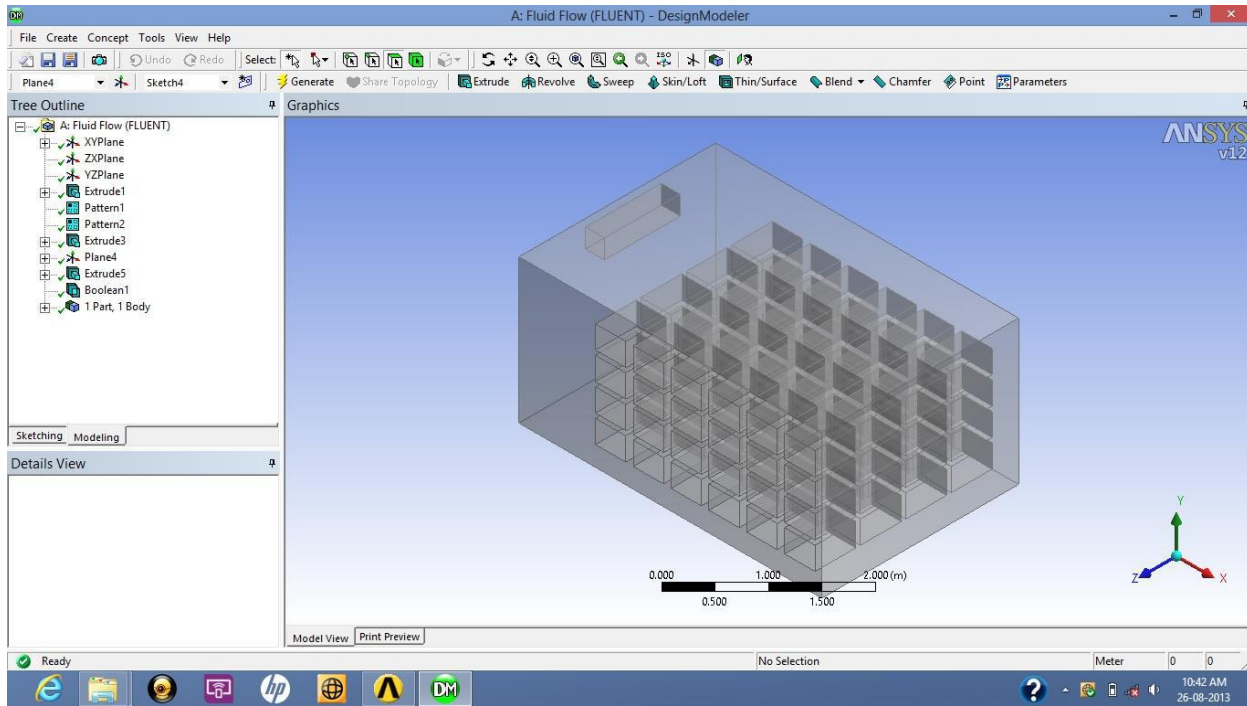 A: Fluid Flow (FLUENT) - DesignModeler
File Create Concept Tools View Help
Undo Redo Select:
Plane4 Sketch4 Generate Share Topology Extrude Revolve Sweep Skin/Loft Thin/Surface Blend Chamfer Point Parameters
Tree Outline
A: Fluid Flow (FLUENT)
XYPlane
ZXPlane
YZPlane
Extrude1
Pattern1
Pattern2
Extrude3
Plane4
Extrude5
Boolean1
1 Part, 1 Body
Sketching Modeling
Details View
Graphics
ANSYS
v12
Y
Z X
0.000 1.000 2.000 (m)
0.500 1.500
Model View Print Preview
Ready No Selection Meter 0 0
hp DM 10:42 AM
26-08-2013